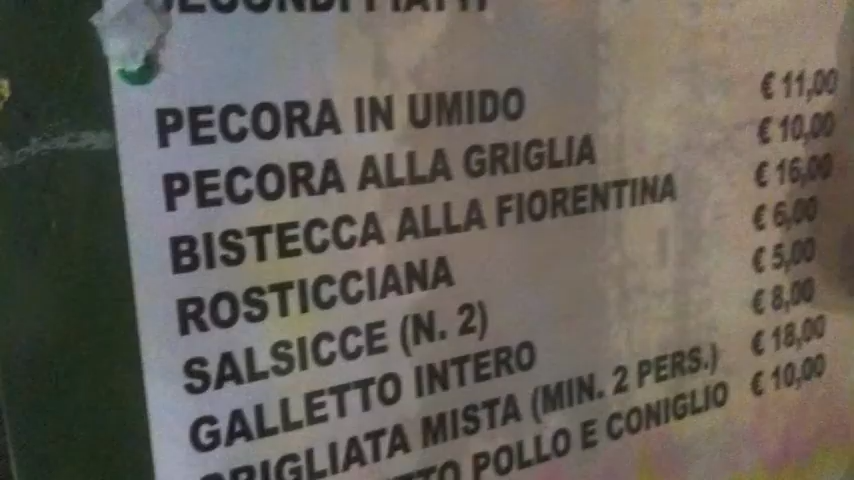 SECONDI PIATTI
PECORA IN UMIDO € 11,00
PECORA ALLA GRIGLIA € 10,00
BISTECCA ALLA FIORENTINA € 16,00
ROSTICCIANA € 6,00
SALSICCE (N. 2) € 5,00
GALLETTO INTERO € 8,00
GRIGLIATA MISTA (MIN. 2 PERS.) € 18,00
POLLO E CONIGLIO € 10,00